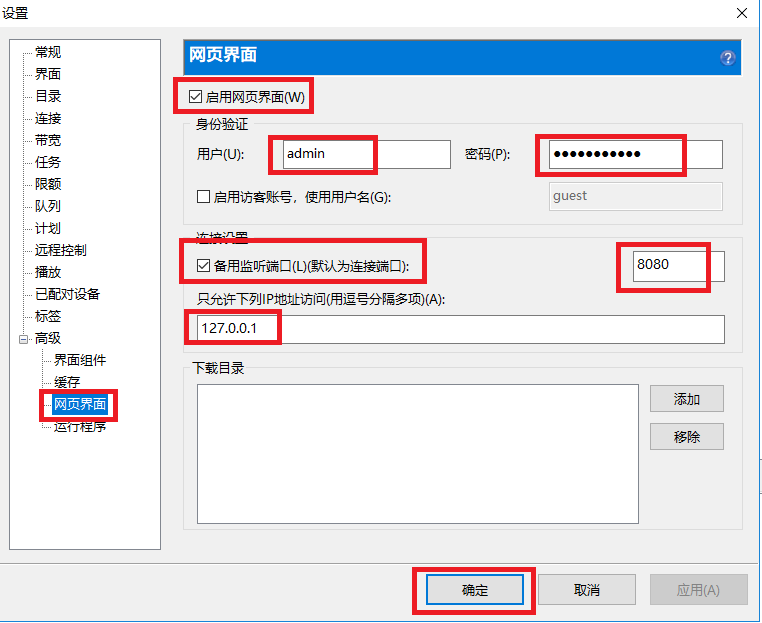 设置
常规
界面
目录
连接
带宽
任务
限额
队列
计划
远程控制
播放
已配对设备
标签
高级
界面组件
缓存
网页界面
运行程序
网页界面
启用网页界面(W)
身份验证
用户(U): admin 密码(P): ●●●●●●●●●●●
启用访客账号，使用用户名(G): guest
连接设置
备用监听端口(L)(默认为连接端口): 8080
只允许下列IP地址访问(用逗号分隔多项)(A):
127.0.0.1
下载目录
添加
移除
确定 取消 应用(A)